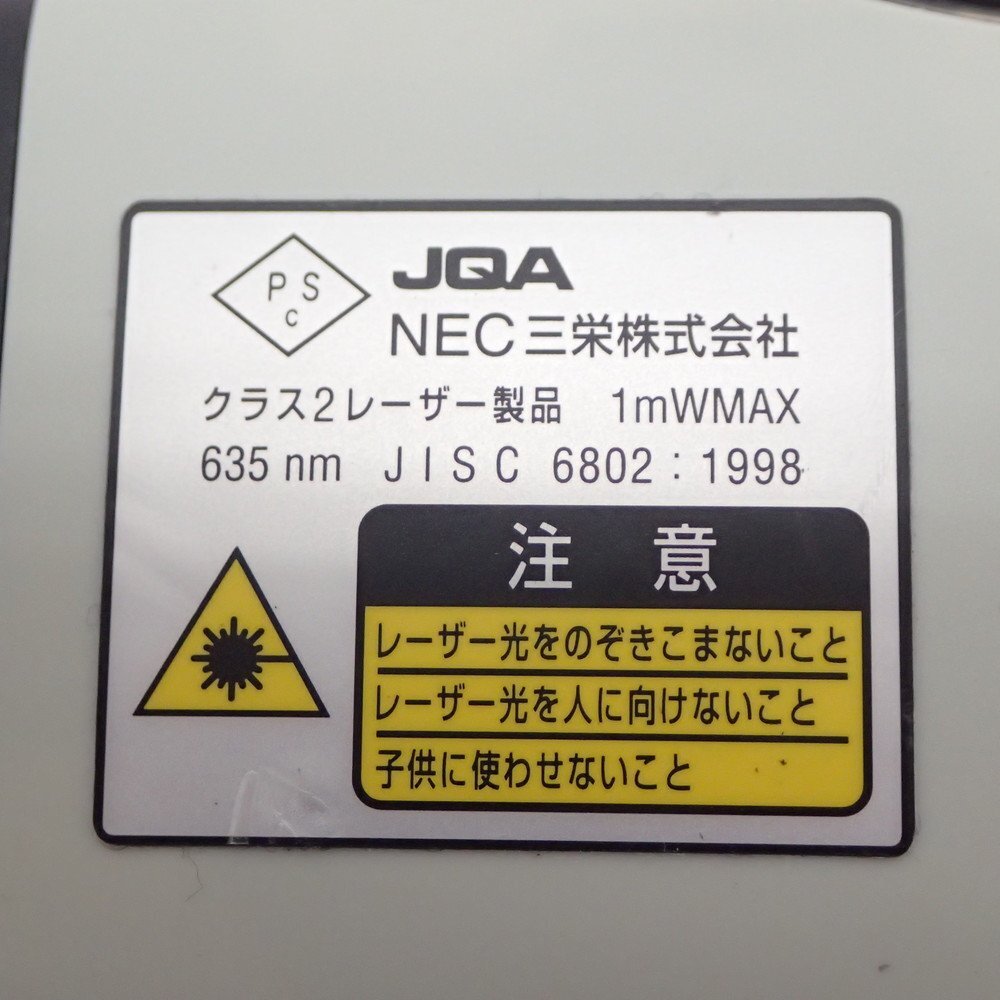 PSC
JQA
NEC三栄株式会社
クラス2レーザー製品 1mWMAX
635 nm JISC 6802:1998
注意
レーザー光をのぞきこまないこと
レーザー光を人に向けないこと
子供に使わせないこと